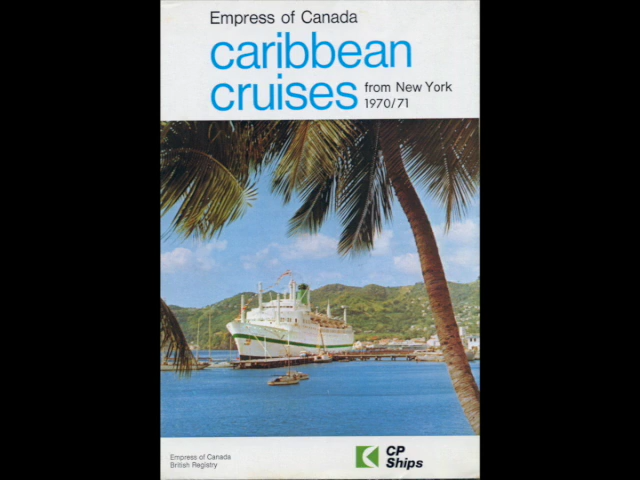 Empress of Canada
caribbean
cruises
from New York
1970/71
Empress of Canada
British Registry
CP
Ships